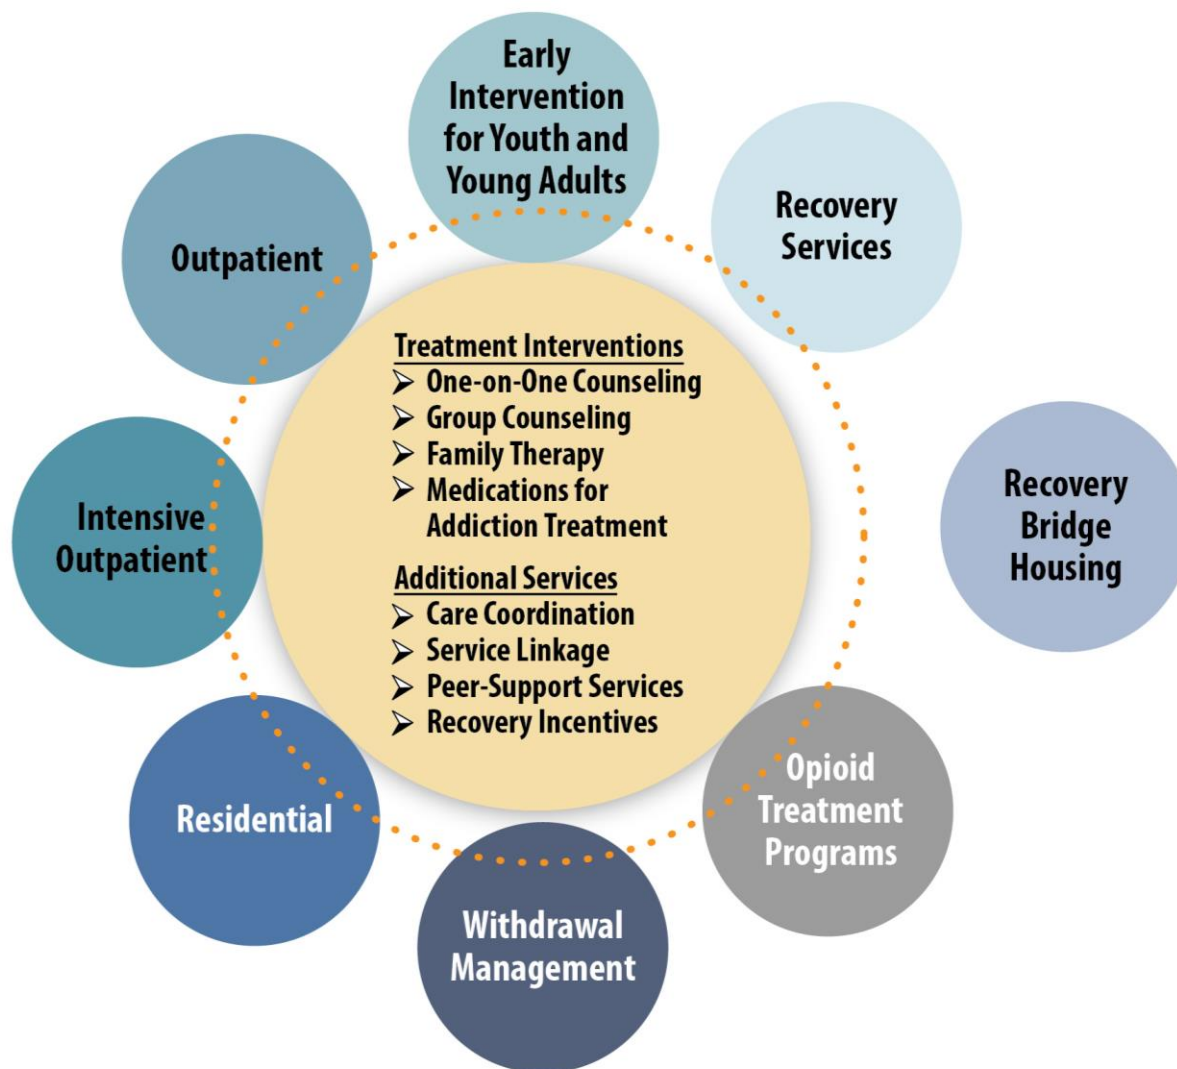 Early
Intervention
for Youth and
Young Adults
Recovery
Services
Outpatient
Treatment Interventions
➢ One-on-One Counseling
➢ Group Counseling
➢ Family Therapy
➢ Medications for
Addiction Treatment
Additional Services
➢ Care Coordination
➢ Service Linkage
➢ Peer-Support Services
➢ Recovery Incentives
Intensive
Outpatient
Recovery
Bridge
Housing
Residential
Opioid
Treatment
Programs
Withdrawal
Management